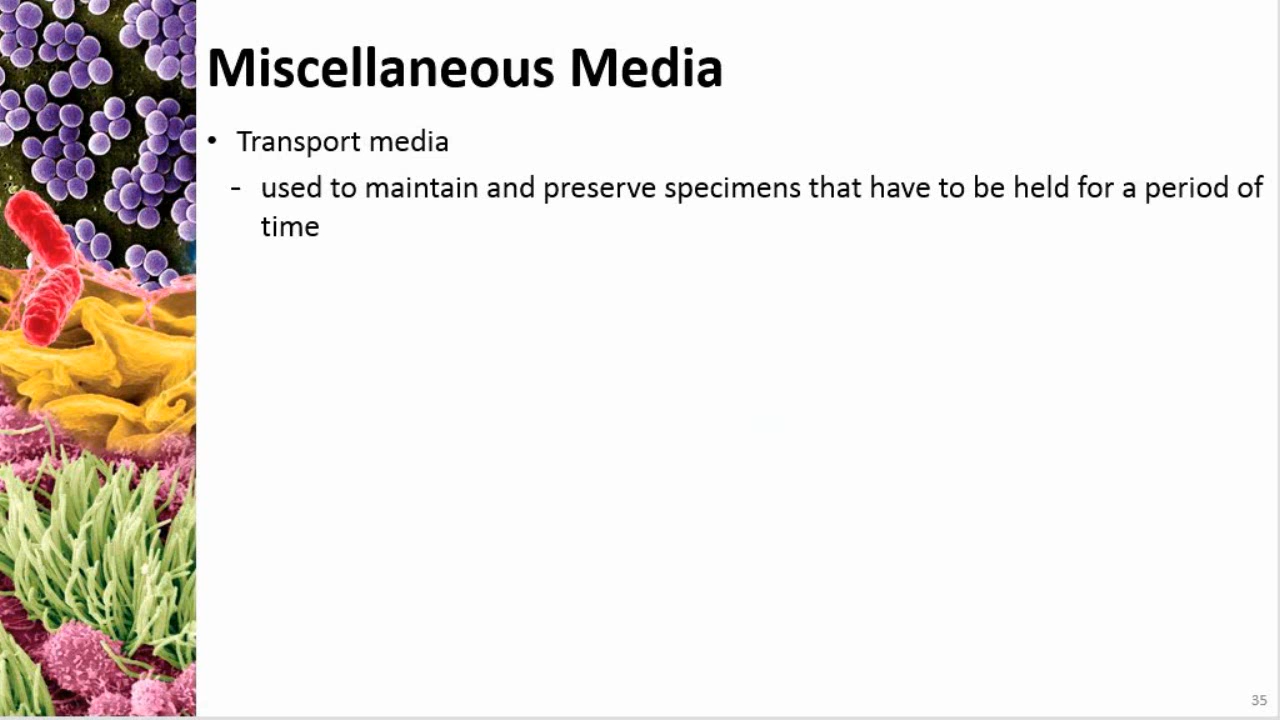 Miscellaneous Media
• Transport media
- used to maintain and preserve specimens that have to be held for a period of
time
35